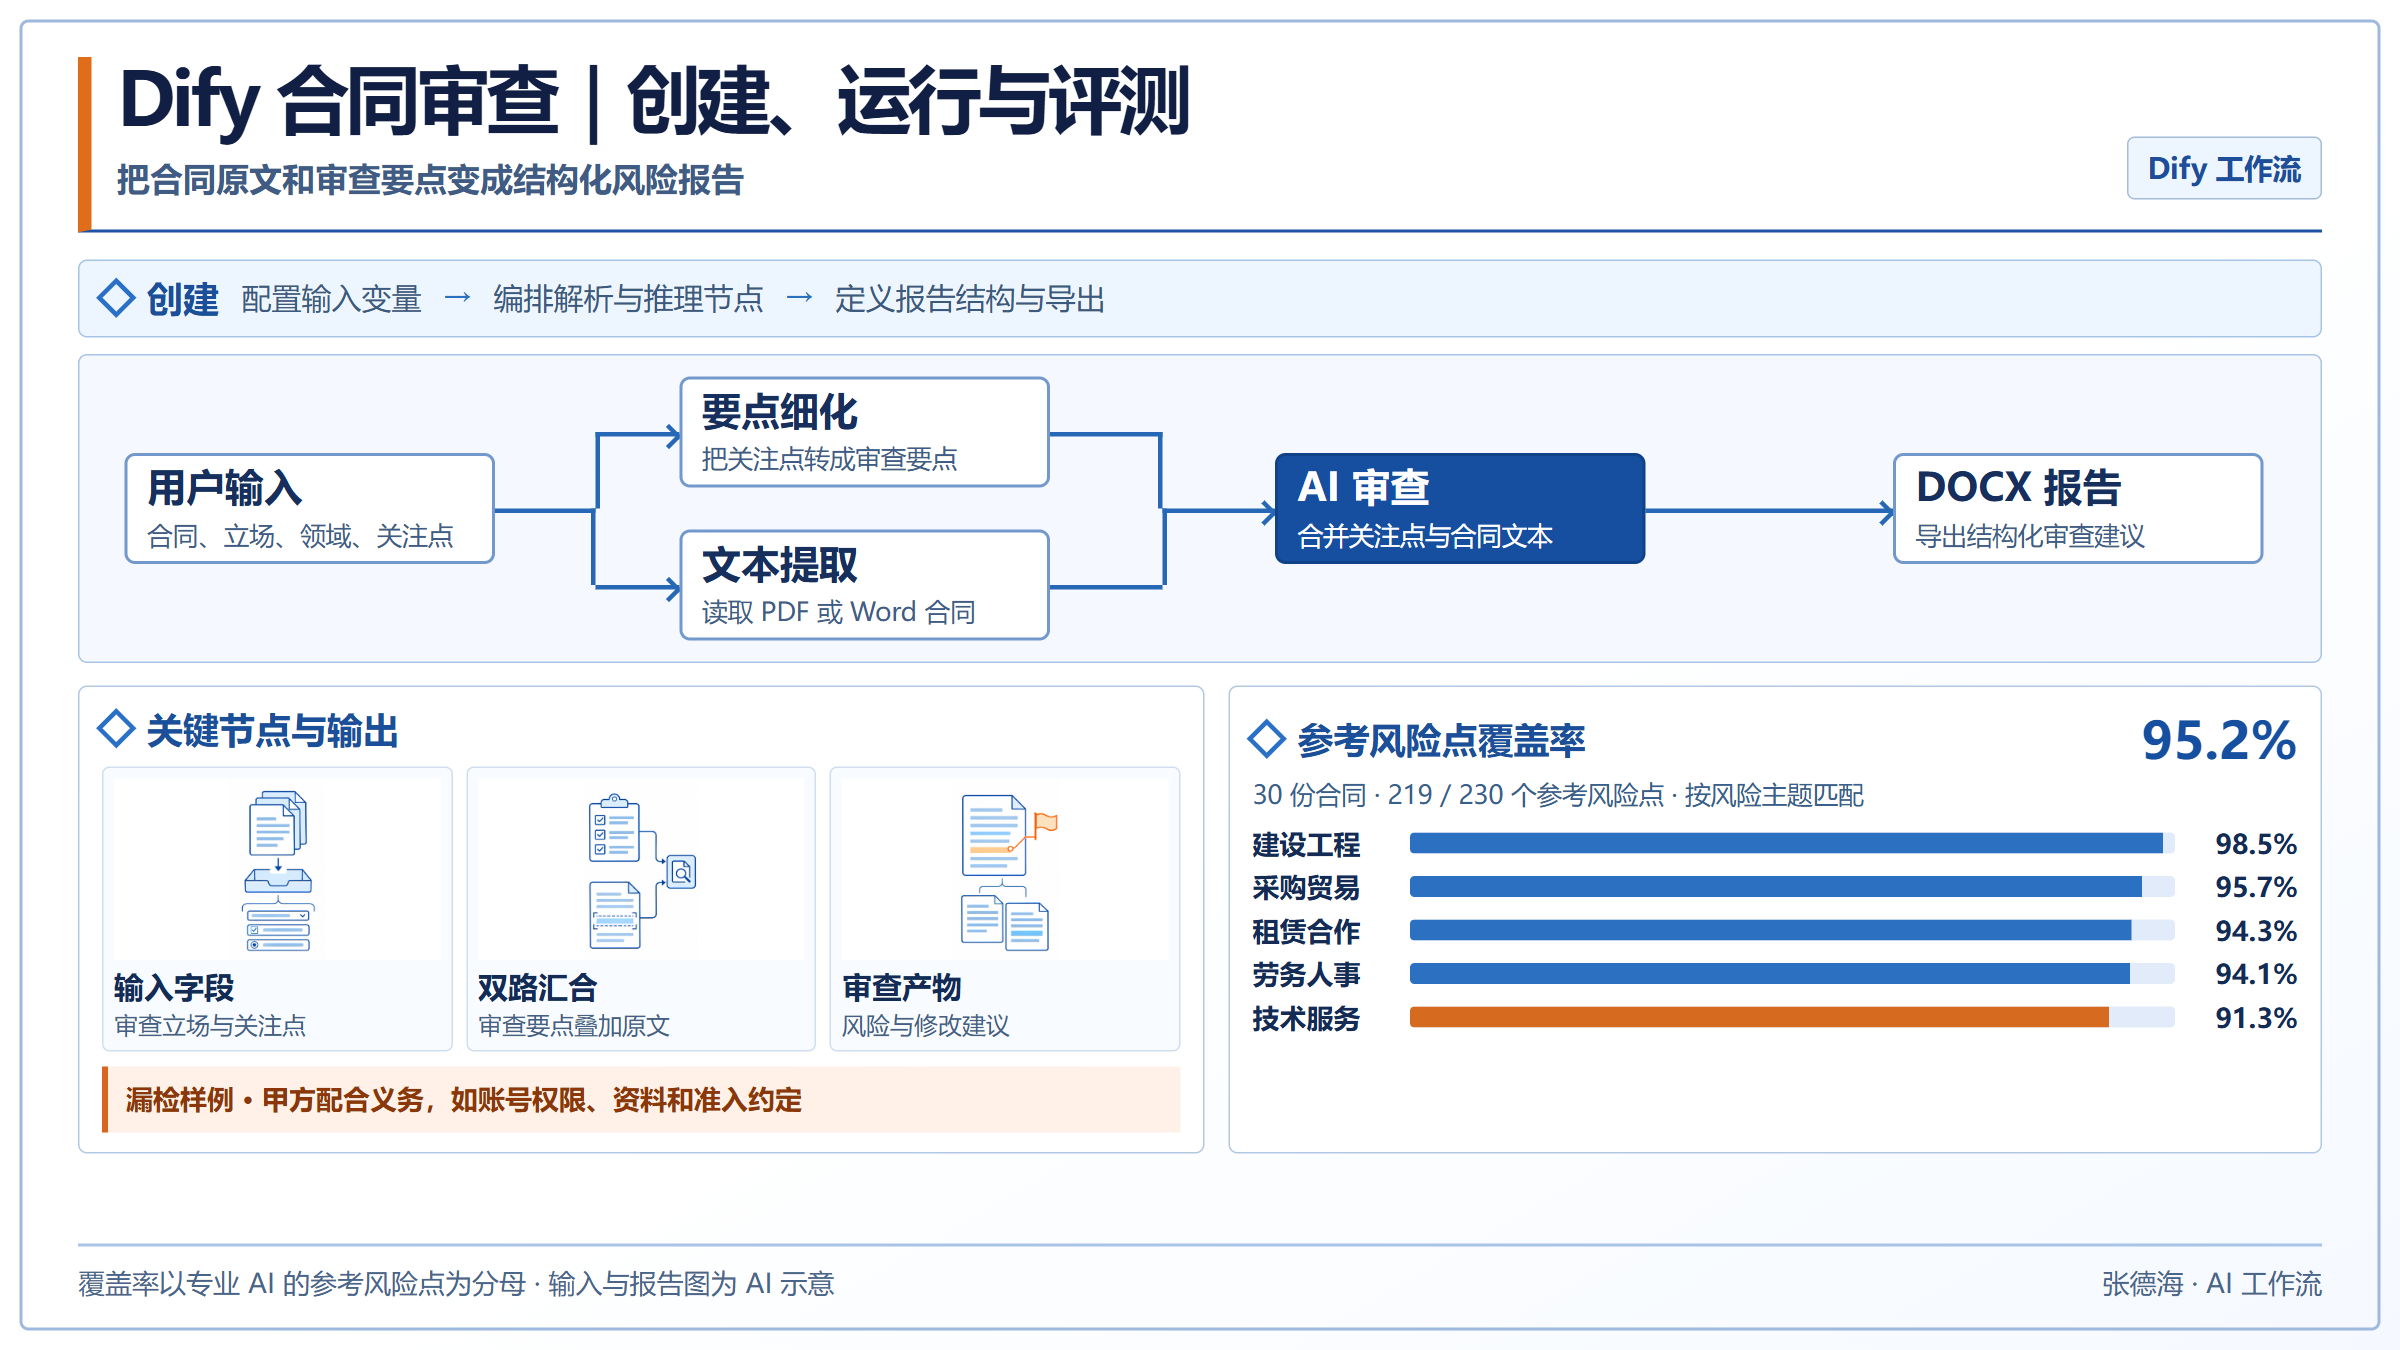 Dify 合同审查｜创建、运行与评测
把合同原文和审查要点变成结构化风险报告
Dify 工作流
创建 配置输入变量 → 编排解析与推理节点 → 定义报告结构与导出
用户输入
合同、立场、领域、关注点
要点细化
把关注点转成审查要点
文本提取
读取 PDF 或 Word 合同
AI 审查
合并关注点与合同文本
DOCX 报告
导出结构化审查建议
关键节点与输出
输入字段
审查立场与关注点
双路汇合
审查要点叠加原文
审查产物
风险与修改建议
漏检样例 • 甲方配合义务，如账号权限、资料和准入约定
参考风险点覆盖率
95.2%
30 份合同 · 219 / 230 个参考风险点 · 按风险主题匹配
建设工程 98.5%
采购贸易 95.7%
租赁合作 94.3%
劳务人事 94.1%
技术服务 91.3%
覆盖率以专业 AI 的参考风险点为分母 · 输入与报告图为 AI 示意
张德海 · AI 工作流